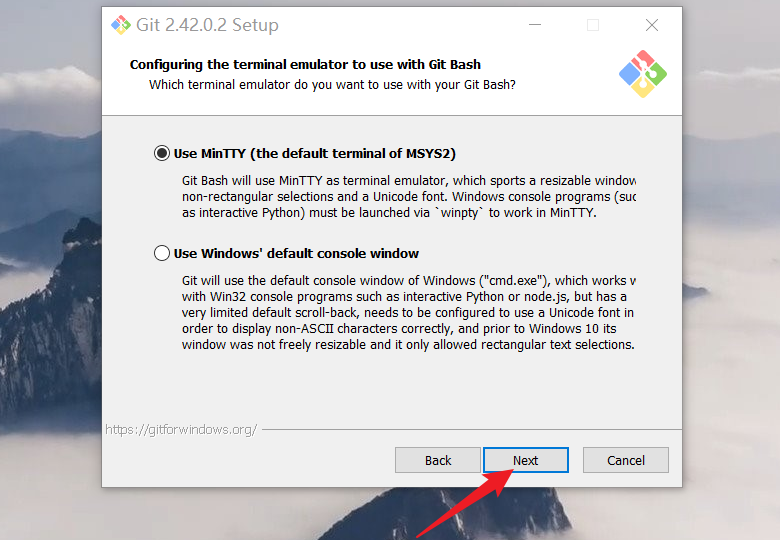 Git 2.42.0.2 Setup
Configuring the terminal emulator to use with Git Bash
Which terminal emulator do you want to use with your Git Bash?
Use MinTTY (the default terminal of MSYS2)
Git Bash will use MinTTY as terminal emulator, which sports a resizable window
non-rectangular selections and a Unicode font. Windows console programs (suc
as interactive Python) must be launched via `winpty` to work in MinTTY.
Use Windows' default console window
Git will use the default console window of Windows ("cmd.exe"), which works w
with Win32 console programs such as interactive Python or node.js, but has a
very limited default scroll-back, needs to be configured to use a Unicode font in
order to display non-ASCII characters correctly, and prior to Windows 10 its
window was not freely resizable and it only allowed rectangular text selections.
https://gitforwindows.org/
Back Next Cancel